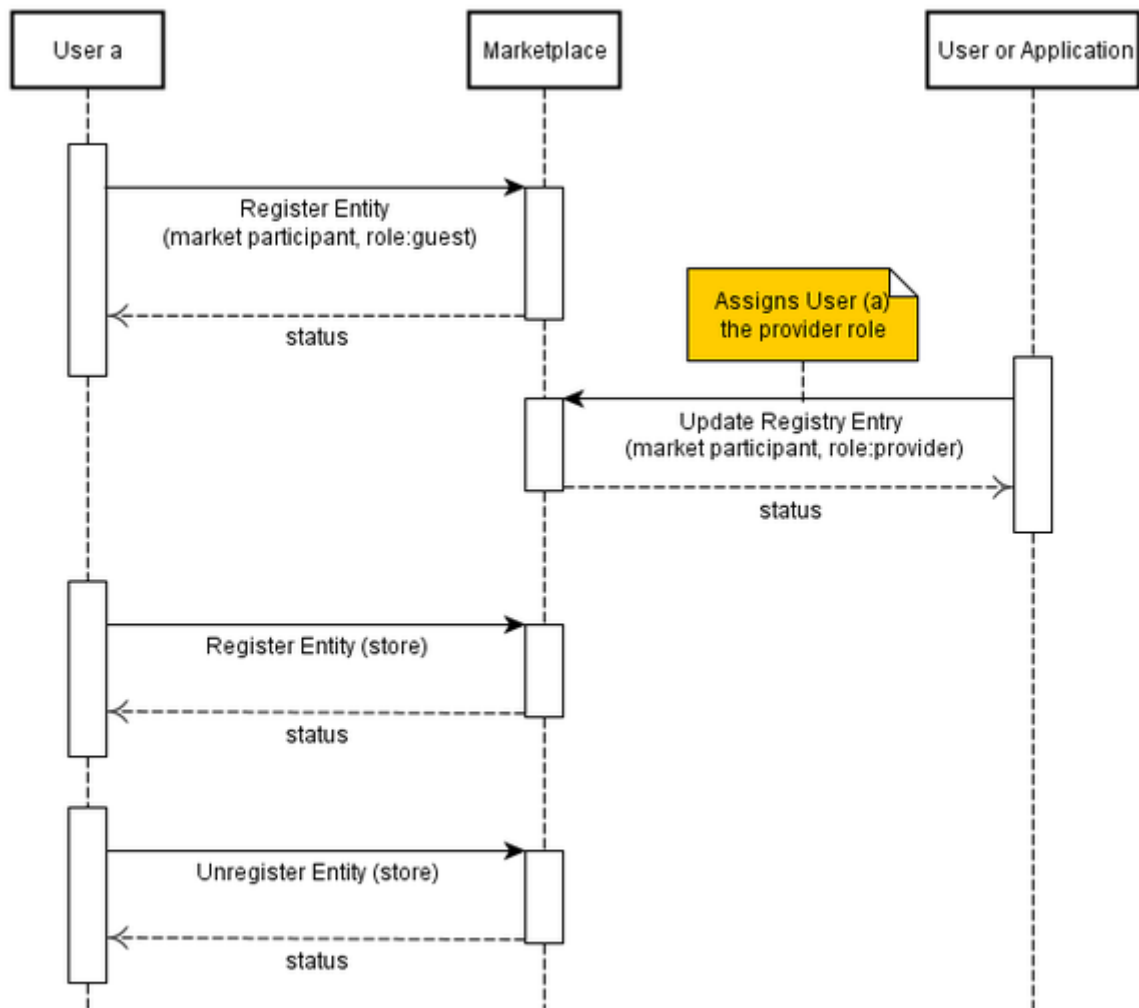 User a
Marketplace
User or Application
Register Entity
(market participant, role:guest)
status
Assigns User (a)
the provider role
Update Registry Entry
(market participant, role:provider)
status
Register Entity (store)
status
Unregister Entity (store)
status